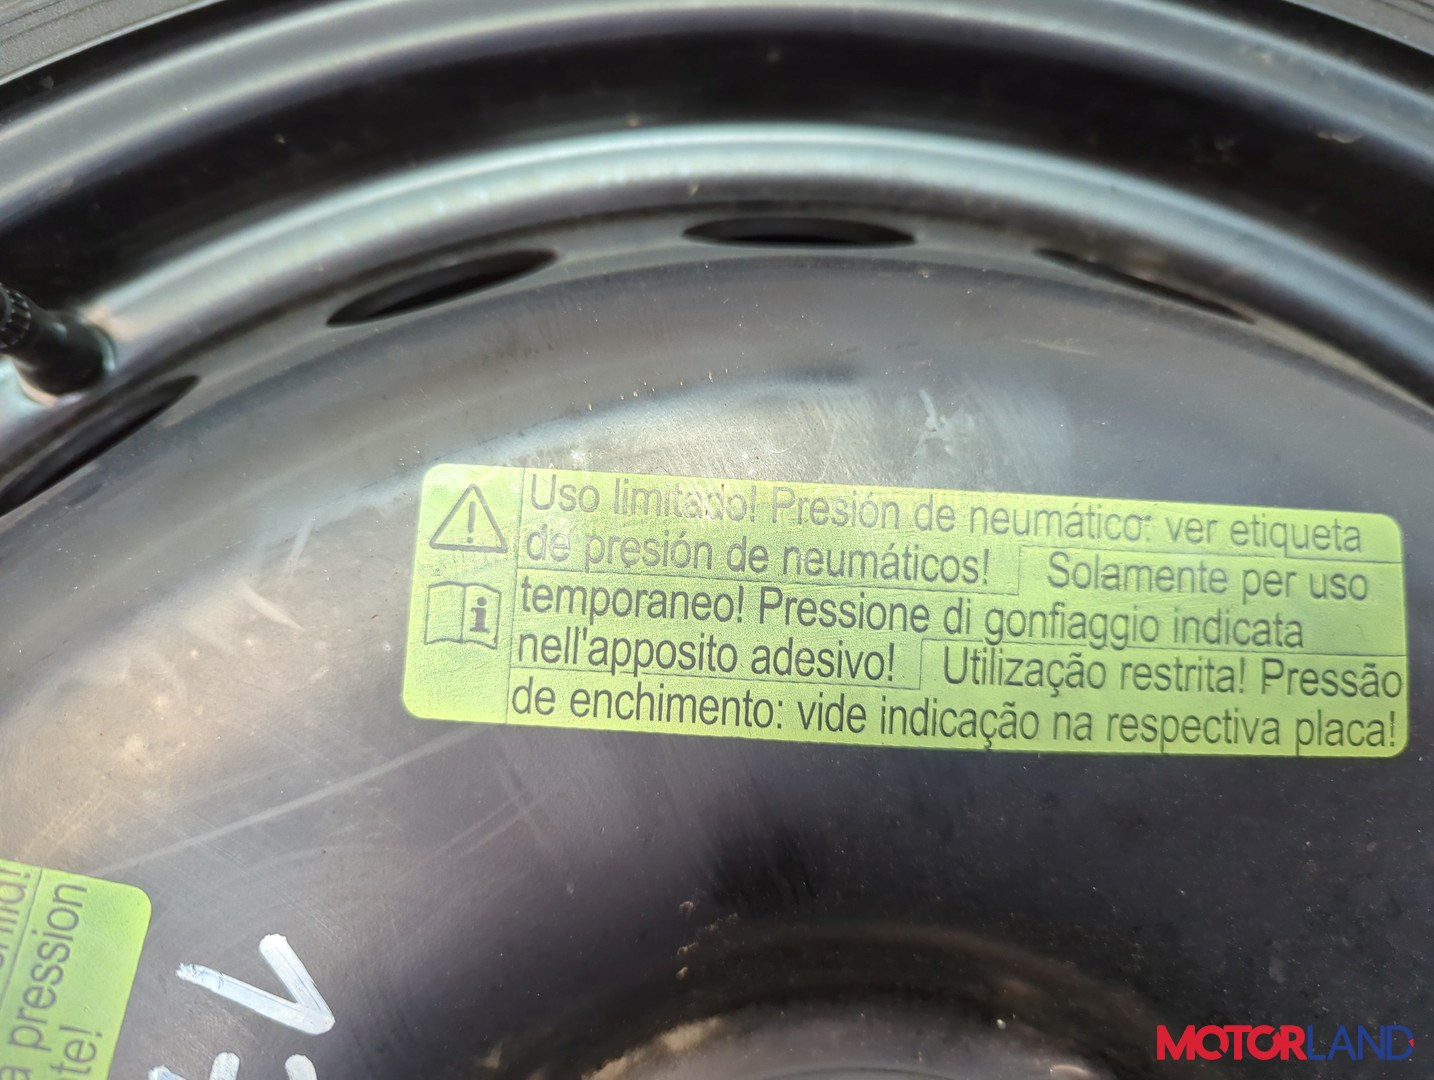 Uso limitado! Presión de neumático: ver etiqueta
de presión de neumáticos! Solamente per uso
temporaneo! Pressione di gonfiaggio indicata
nell'apposito adesivo! Utilização restrita! Pressão
de enchimento: vide indicação na respectiva placa!
pression
MOTORLAND